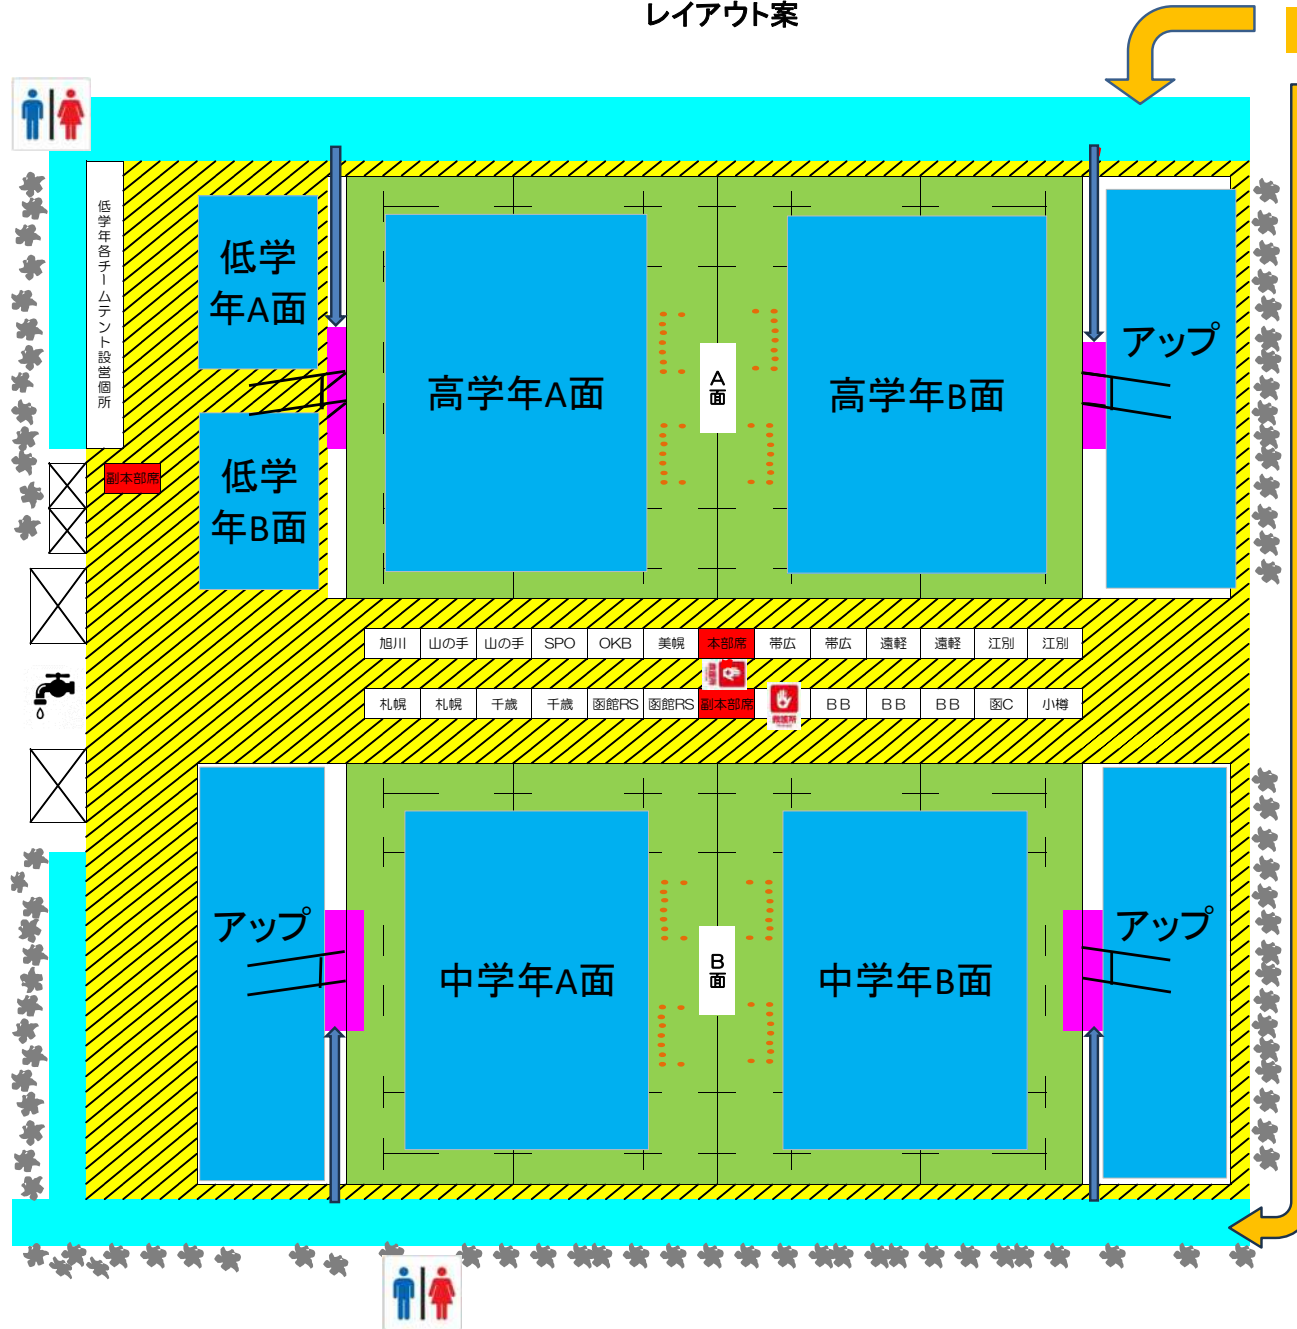 レイアウト案
低学年各チームテント設営個所
低学
年A面
高学年A面
A
面
高学年B面
アップ
低学
年B面
副本部席
旭川 山の手 山の手 SPO OKB 美幌 本部席 帯広 帯広 遠軽 遠軽 江別 江別
札幌 札幌 千歳 千歳 函館RS 函館RS 副本部席 救護所 BB BB BB 函C 小樽
アップ
中学年A面
B
面
中学年B面
アップ